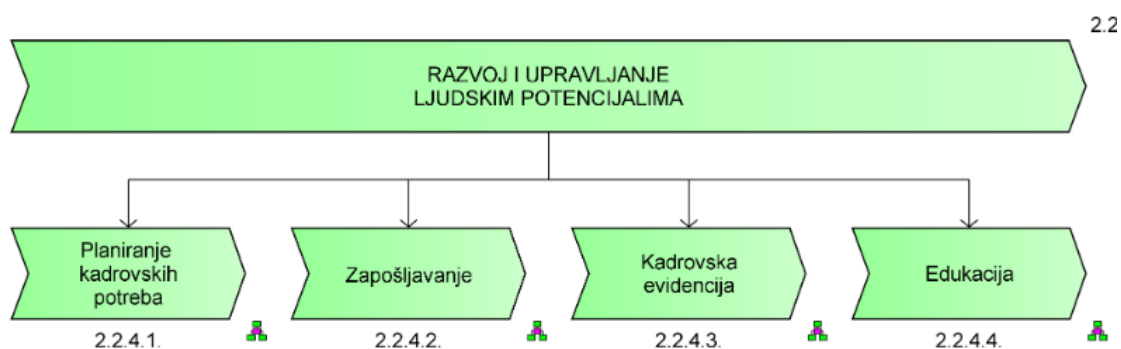 2.2
RAZVOJ I UPRAVLJANJE
LJUDSKIM POTENCIJALIMA
Planiranje
kadrovskih
potreba
2.2.4.1.
Zapošljavanje
2.2.4.2.
Kadrovska
evidencija
2.2.4.3.
Edukacija
2.2.4.4.